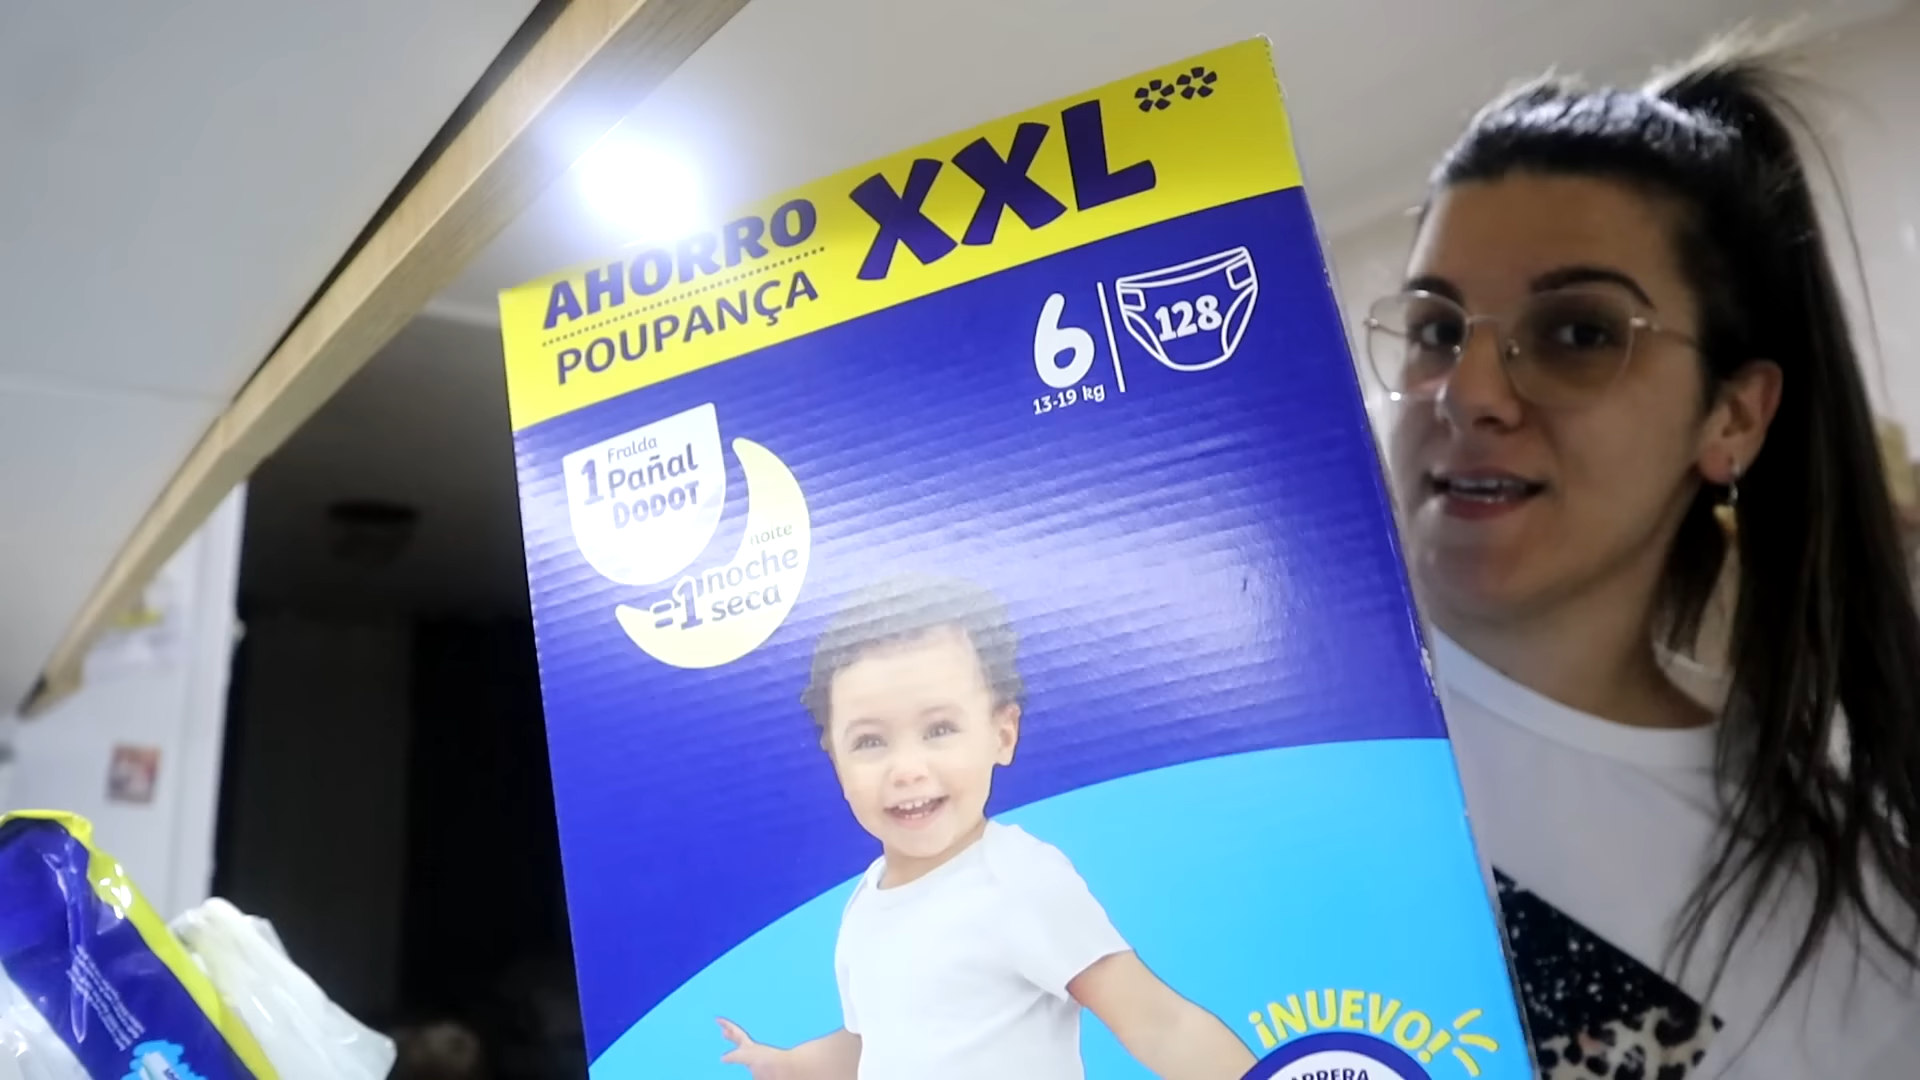 AHORRO
POUPANÇA
XXL**
6
13-19 kg
128
Fralda
1 Pañal
DODOT
noite
=1 noche
seca
¡NUEVO!